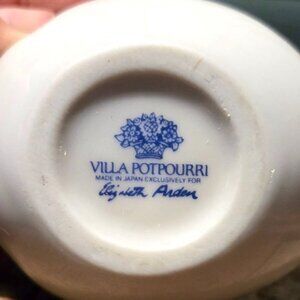 VILLA POTPOURRI
MADE IN JAPAN EXCLUSIVELY FOR
Elizabeth Arden